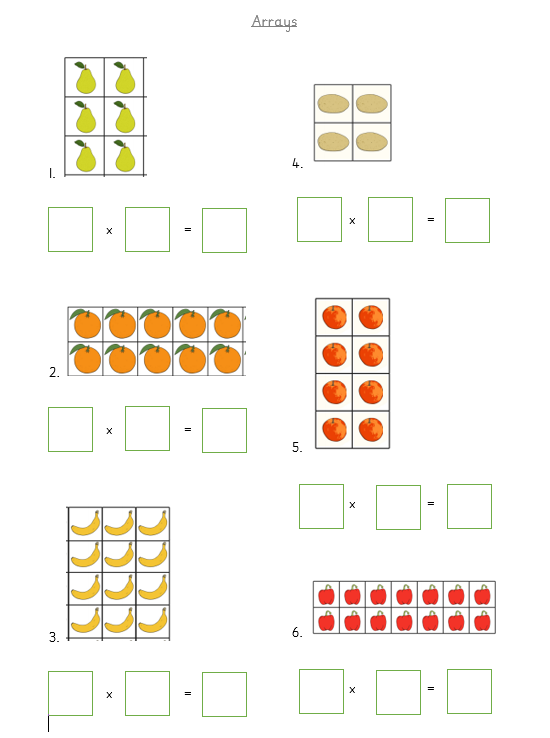 Arrays
1.
x =
2.
x =
3.
x =
4.
x =
5.
x =
6.
x =